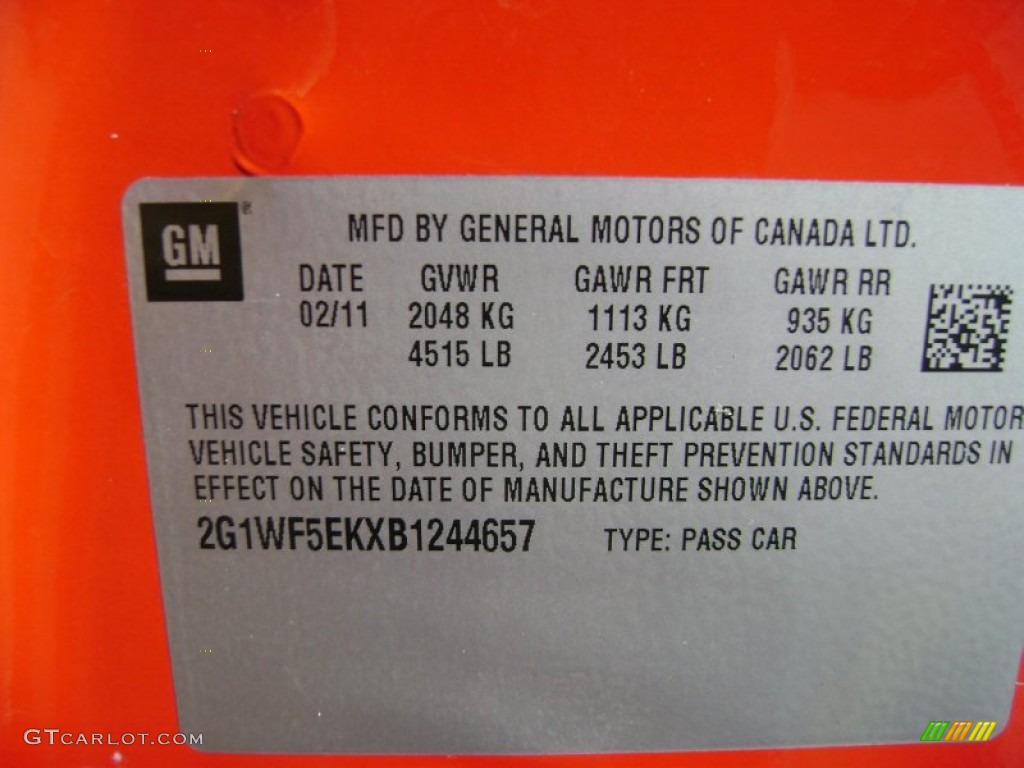 GM®
MFD BY GENERAL MOTORS OF CANADA LTD.
DATE GVWR GAWR FRT GAWR RR
02/11 2048 KG 1113 KG 935 KG
4515 LB 2453 LB 2062 LB
THIS VEHICLE CONFORMS TO ALL APPLICABLE U.S. FEDERAL MOTOR
VEHICLE SAFETY, BUMPER, AND THEFT PREVENTION STANDARDS IN
EFFECT ON THE DATE OF MANUFACTURE SHOWN ABOVE.
2G1WF5EKXB1244657 TYPE: PASS CAR
GTCARLOT.COM